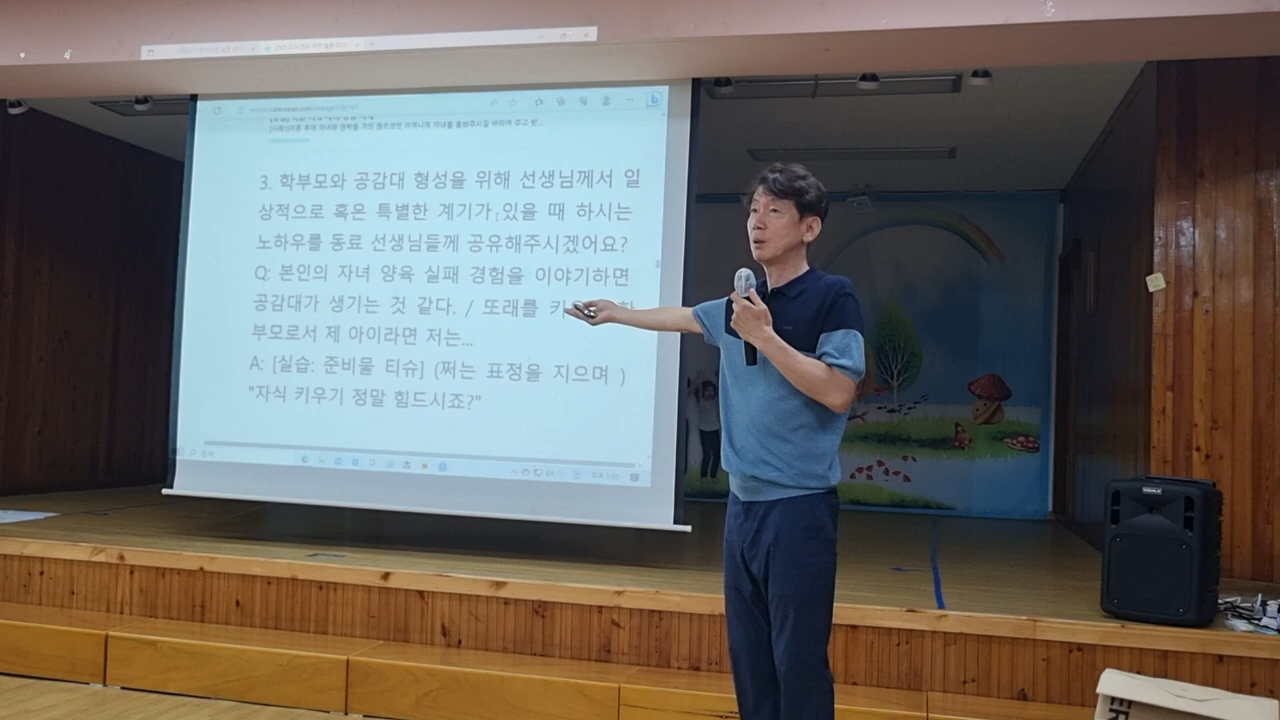 3. 학부모와 공감대 형성을 위해 선생님께서 일
상적으로 혹은 특별한 계기가 있을 때 하시는
노하우를 동료 선생님들께 공유해주시겠어요?
Q: 본인의 자녀 양육 실패 경험을 이야기하면
공감대가 생기는 것 같다. / 또래를
부모로서 제 아이라면 저는...
A: [실습: 준비물 티슈] (쩌는 표정을 지으며 )
"자식 키우기 정말 힘드시죠?"